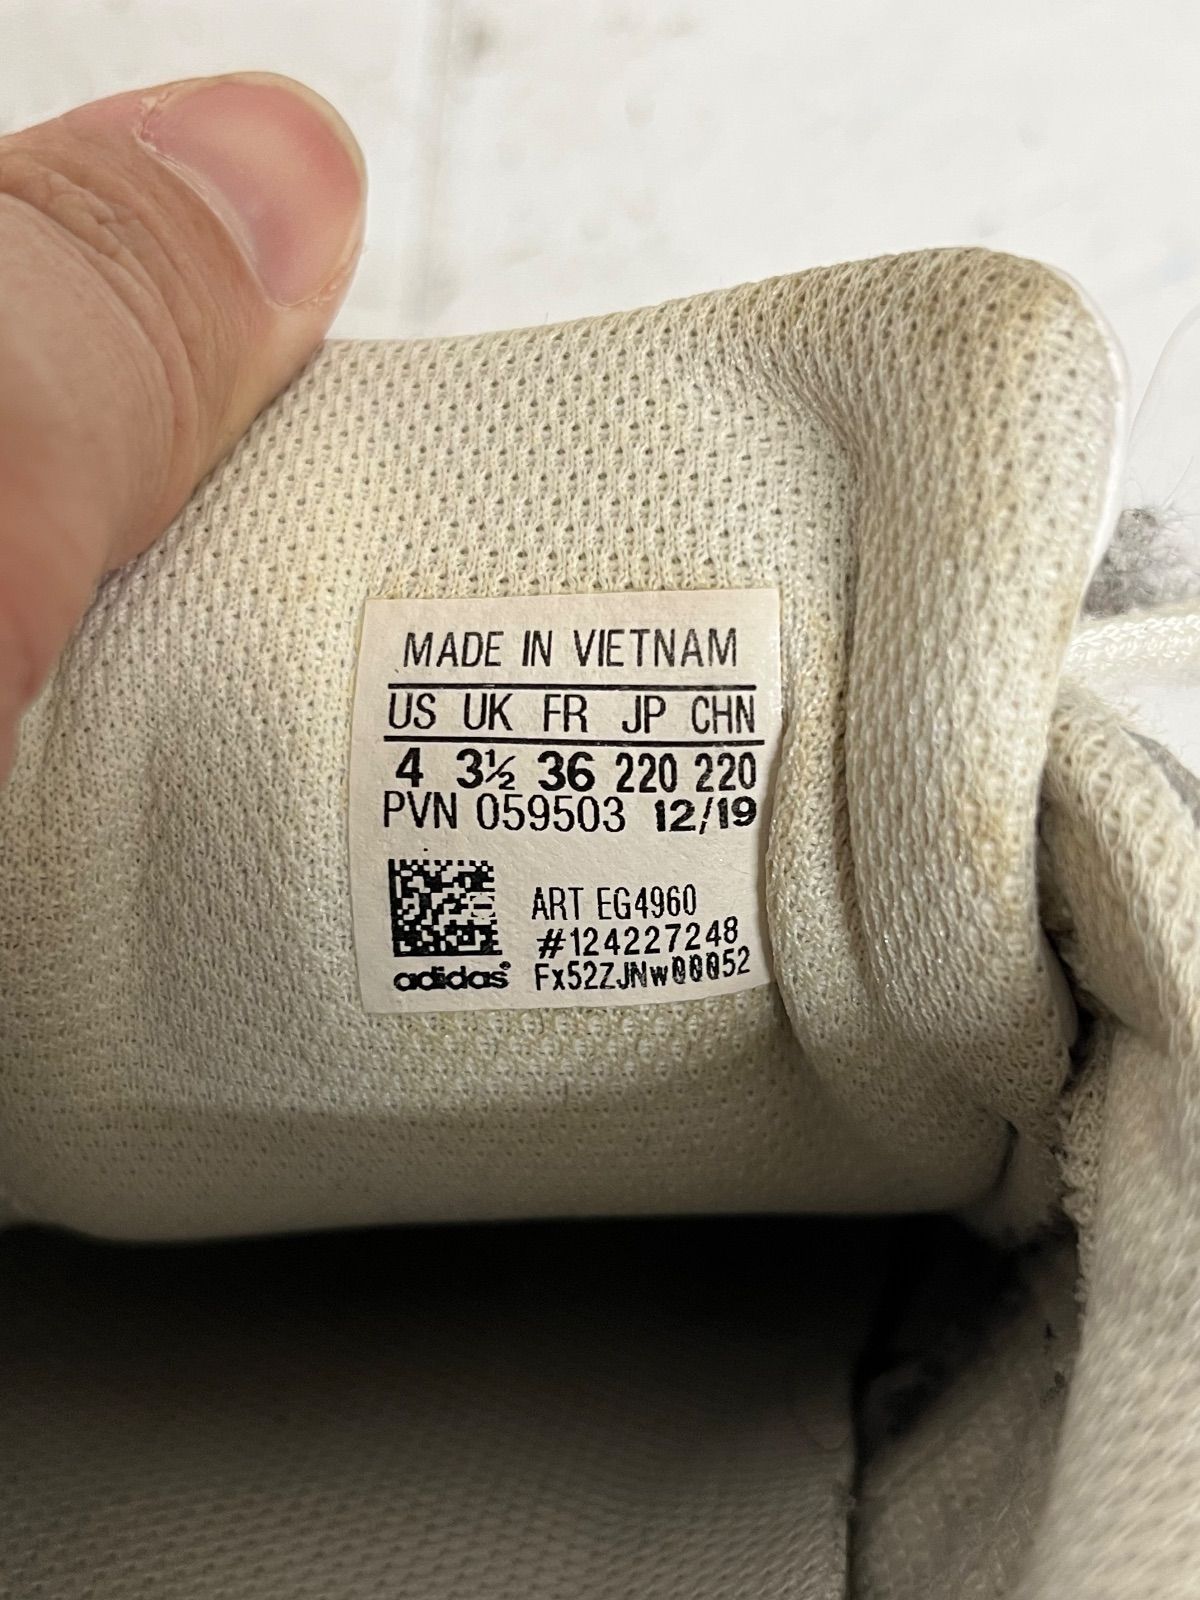 MADE IN VIETNAM
US UK FR JP CHN
4 3½ 36 220 220
PVN 059503 12/19
ART EG4960
#124227248
adidas® Fx52ZJNw00052